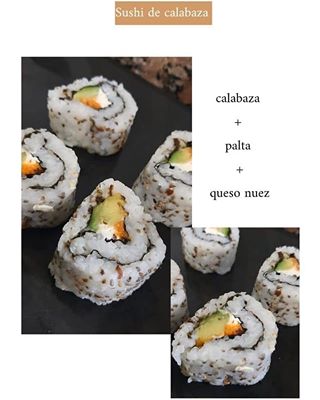 Sushi de calabaza
calabaza
+
palta
+
queso nuez